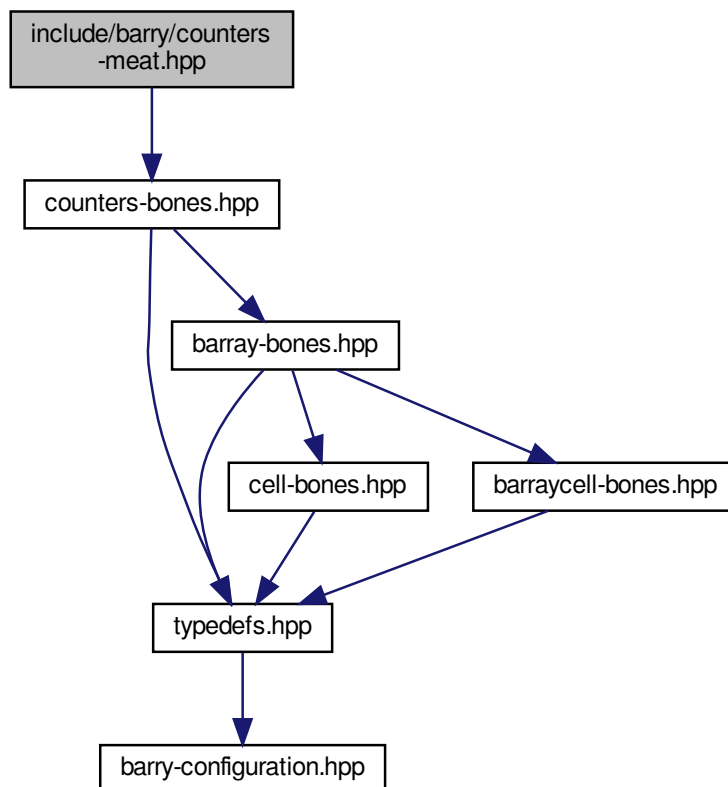 include/barry/counters
-meat.hpp
counters-bones.hpp
barray-bones.hpp
cell-bones.hpp
barraycell-bones.hpp
typedefs.hpp
barry-configuration.hpp